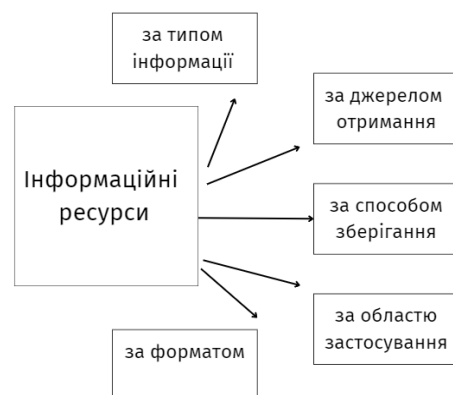 за типом
інформації
за джерелом
отримання
Інформаційні
ресурси
за способом
зберігання
за областю
застосування
за форматом